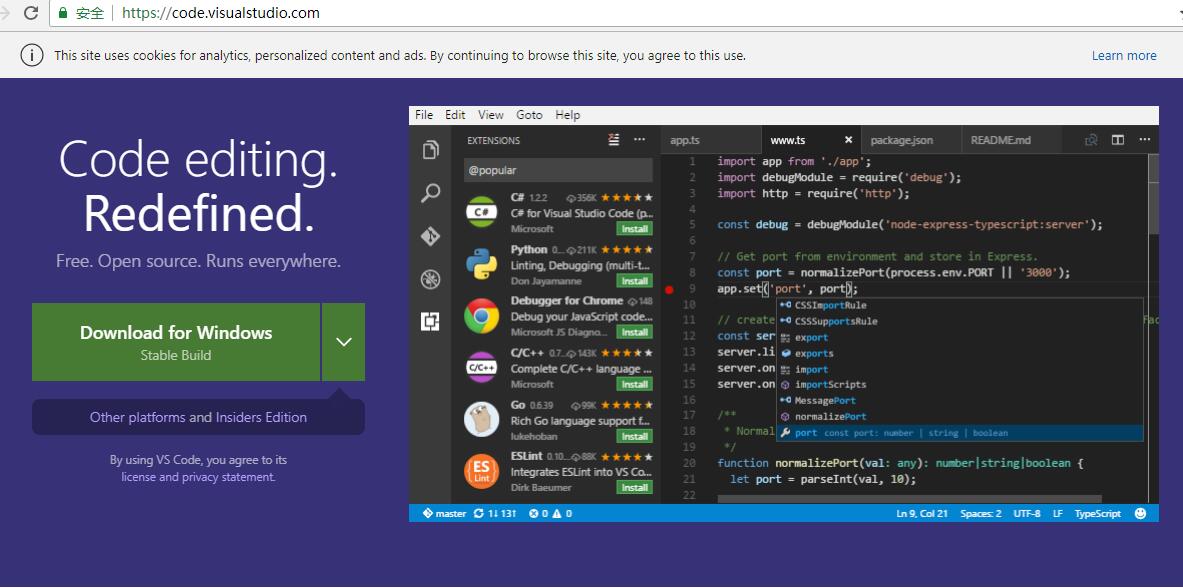 安全 https://code.visualstudio.com
This site uses cookies for analytics, personalized content and ads. By continuing to browse this site, you agree to this use.
Learn more
Code editing.
Redefined.
Free. Open source. Runs everywhere.
Download for Windows
Stable Build
Other platforms and Insiders Edition
By using VS Code, you agree to its
license and privacy statement.
File Edit View Goto Help
EXTENSIONS
@popular
C# 1.2.2 356K
C#
C# for Visual Studio Code (p...
Microsoft Install
Python 0... 211K
Linting, Debugging (multi-t...
Don Jayamanne Install
Debugger for Chrome 148
Debug your JavaScript code...
Microsoft JS Diagno... Install
C/C++ 0.7... 143K
C/C++
Complete C/C++ language ...
Microsoft Install
Go 0.6.39 99K
Rich Go language support f...
lukehoban Install
ESLint 0.10... 88K
ES
Lint
Integrates ESLint into VS Co...
Dirk Baeumer Install
app.ts www.ts package.json README.md
1 import app from './app';
2 import debugModule = require('debug');
3 import http = require('http');
4
5 const debug = debugModule('node-express-typescript:server');
6
7 // Get port from environment and store in Express.
8 const port = normalizePort(process.env.PORT || '3000');
9 app.set('port', port);
10
11 // create
12 const ser
13 server.li
14 server.on
15 server.on
16
17 /**
18 * Normal
19 */
20 function normalizePort(val: any): number|string|boolean {
21 let port = parseInt(val, 10);
22
CSSImportRule
CSSSupportsRule
export
exports
import
importScripts
MessagePort
normalizePort
port const port: number | string | boolean
master 1↓ 13↑ 0 0
Ln 9, Col 21 Spaces: 2 UTF-8 LF TypeScript